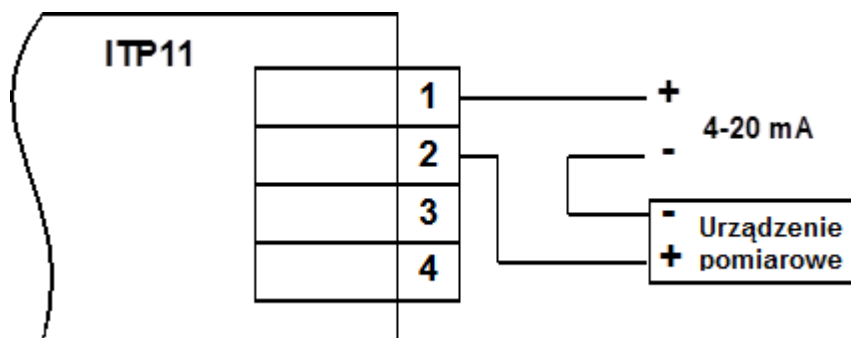 ITP11
1
+
4-20 mA
2
-
3
-
Urządzenie
4
+
pomiarowe